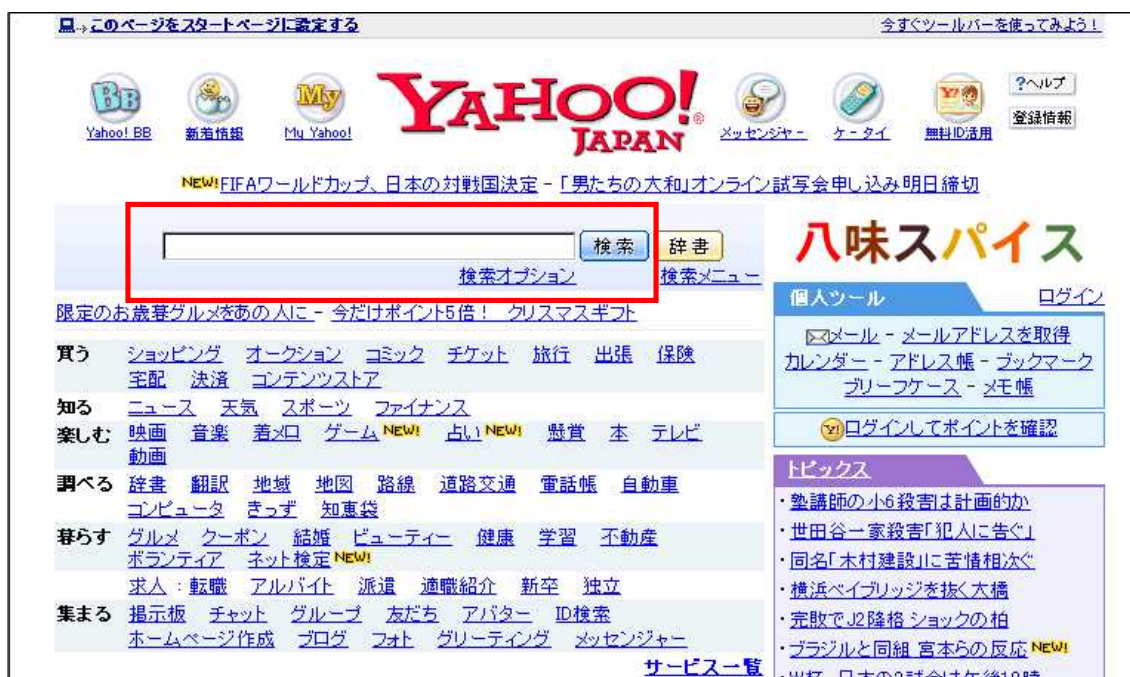 このページをスタートページに設定する 今すぐツールバーを使ってみよう！
BB My YAHOO! ?ヘルプ
Yahoo! BB 新着情報 My Yahoo! JAPAN メッセンジャー ケータイ 無料ID活用 登録情報
NEW! FIFAワールドカップ、日本の対戦国決定 - 「男たちの大和」オンライン試写会申し込み明日締切
検索 辞書
検索オプション 検索メニュー
八味スパイス
限定のお歳暮グルメをあの人に - 今だけポイント5倍！ クリスマスギフト
買う ショッピング オークション コミック チケット 旅行 出張 保険
宅配 決済 コンテンツストア
知る ニュース 天気 スポーツ ファイナンス
楽しむ 映画 音楽 着メロ ゲーム NEW! 占い NEW! 懸賞 本 テレビ
動画
調べる 辞書 翻訳 地域 地図 路線 道路交通 電話帳 自動車
コンピュータ きっず 知恵袋
暮らす グルメ クーポン 結婚 ビューティー 健康 学習 不動産
ボランティア ネット検定 NEW!
求人：転職 アルバイト 派遣 適職紹介 新卒 独立
集まる 掲示板 チャット グループ 友だち アバター ID検索
ホームページ作成 ブログ フォト グリーティング メッセンジャー
サービス一覧
個人ツール ログイン
メール - メールアドレスを取得
カレンダー - アドレス帳 - ブックマーク
ブリーフケース - メモ帳
ログインしてポイントを確認
トピックス
・塾講師の小6殺害は計画的か
・世田谷一家殺害「犯人に告ぐ」
・同名「木村建設」に苦情相次ぐ
・横浜ベイブリッジを抜く大橋
・完敗でJ2降格 ショックの柏
・ブラジルと同組 宮本らの反応 NEW!